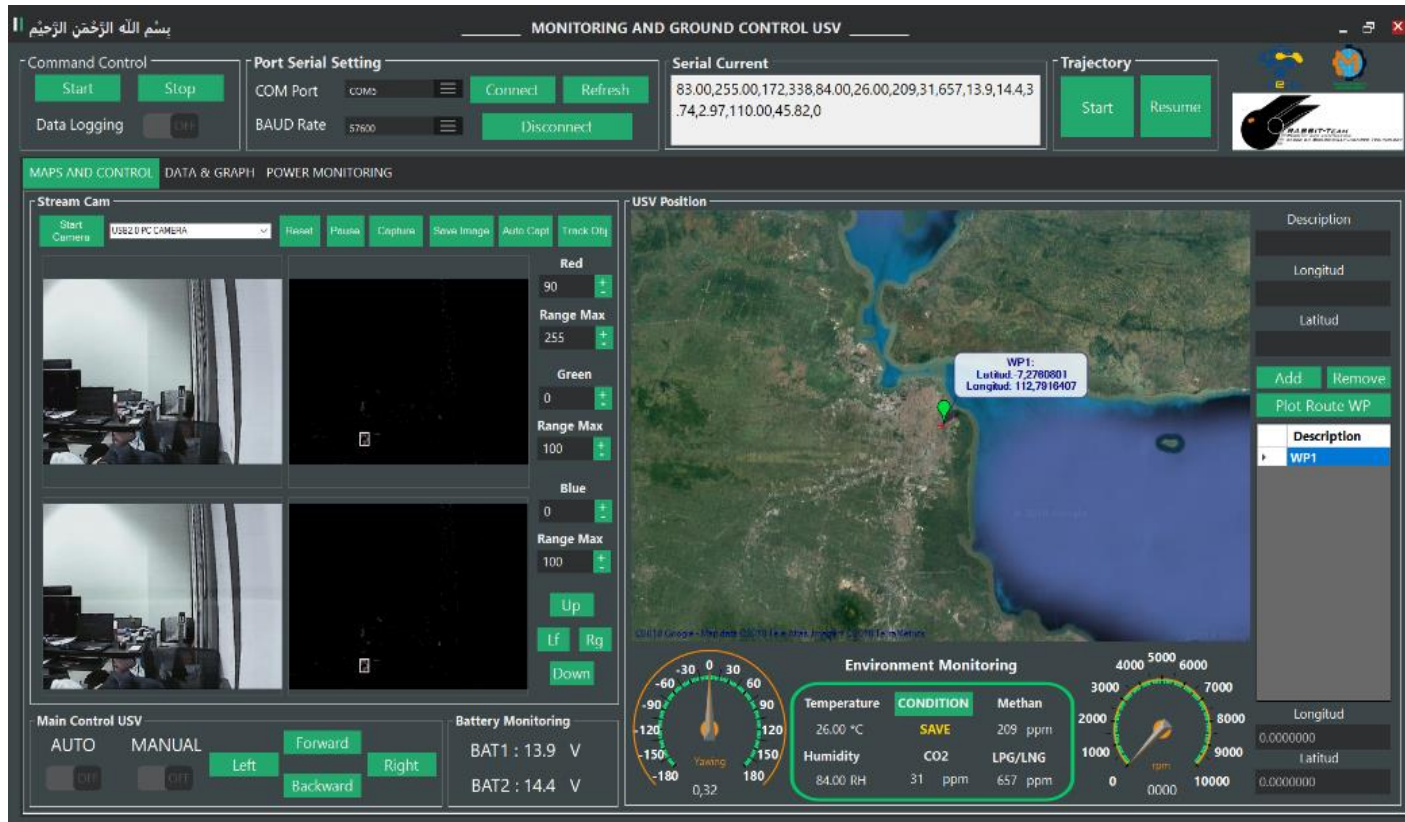 بِسْمِ اللّٰهِ الرَّحْمَنِ الرَّحِيْمِ
MONITORING AND GROUND CONTROL USV
Command Control
Start Stop
Data Logging OFF
Port Serial Setting
COM Port COM5 Connect Refresh
BAUD Rate 57600 Disconnect
Serial Current
83.00,255.00,172,338,84.00,26.00,209,31,657,13.9,14.4,3
.74,2.97,110.00,45.82,0
Trajectory
Start Resume
RABBIT-TEAM
MAPS AND CONTROL DATA & GRAPH POWER MONITORING
Stream Cam
Start
Camera
USB2.0 PC CAMERA
Reset Pause Capture Save Image Auto Capt Track Obj
Red
90
Range Max
255
Green
0
Range Max
100
Blue
0
Range Max
100
Up
Lf Rg
Down
Main Control USV
AUTO MANUAL
OFF OFF
Forward
Left Right
Backward
Battery Monitoring
BAT1 : 13.9 V
BAT2 : 14.4 V
USV Position
WP1:
Latitud:-7,2760801
Longitud: 112,7916407
-30 0 30
-60 60
-90 90
-120 120
-150 150
-180 180
Yawing
0,32
Environment Monitoring
Temperature CONDITION Methan
26.00 °C SAVE 209 ppm
Humidity CO2 LPG/LNG
84.00 RH 31 ppm 657 ppm
4000 5000 6000
3000 7000
2000 8000
1000 9000
0 10000
rpm
0000
Description
Longitud
Latitud
Add Remove
Plot Route WP
Description
WP1
Longitud
0.0000000
Latitud
0.0000000